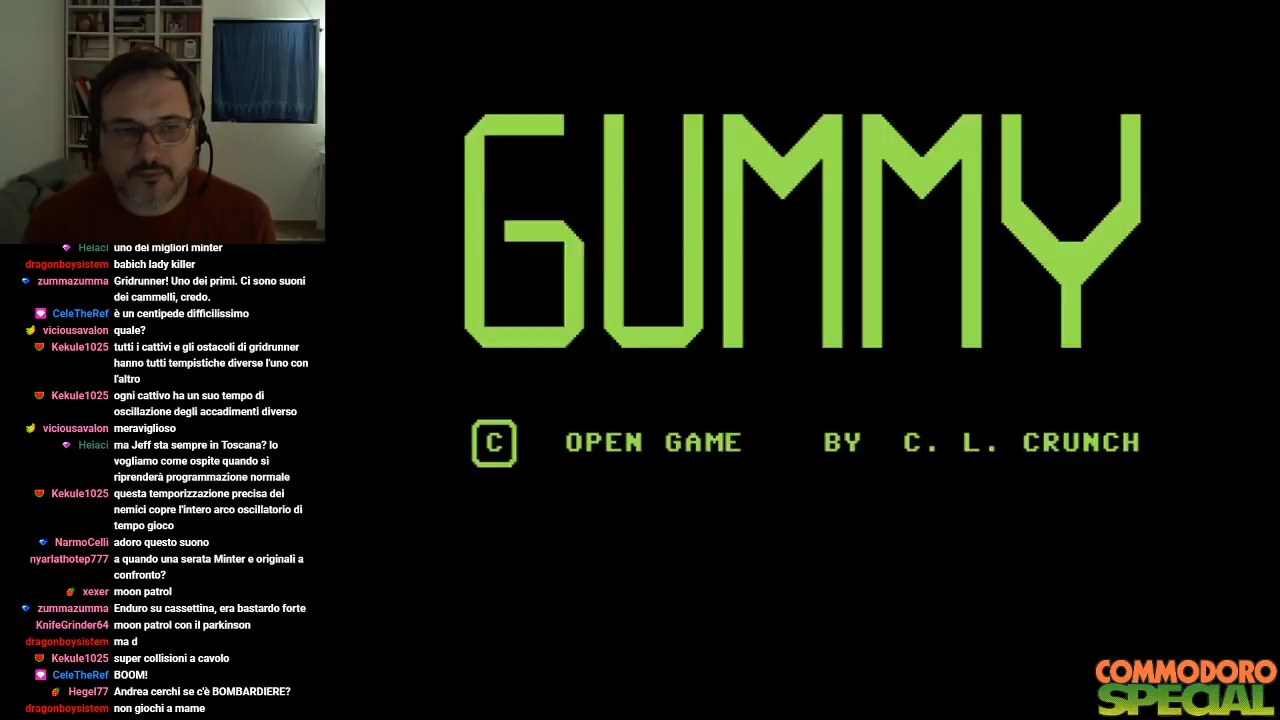 GUMMY
C OPEN GAME BY C. L. CRUNCH
Heiaci uno dei migliori minter
dragonboysistem babich lady killer
zummazumma Gridrunner! Uno dei primi. Ci sono suoni
dei cammelli, credo.
CeleTheRef è un centipede difficilissimo
viciousavalon quale?
Kekule1025 tutti i cattivi e gli ostacoli di gridrunner
hanno tutti tempistiche diverse l'uno con
l'altro
Kekule1025 ogni cattivo ha un suo tempo di
oscillazione degli accadimenti diverso
viciousavalon meraviglioso
Heiaci ma Jeff sta sempre in Toscana? lo
vogliamo come ospite quando sì
riprenderà programmazione normale
Kekule1025 questa temporizzazione precisa dei
nemici copre l'intero arco oscillatorio di
tempo gioco
NarmoCelli adoro questo suono
nyarlathotep777 a quando una serata Minter e originali a
confronto?
xexer moon patrol
zummazumma Enduro su cassettina, era bastardo forte
KnifeGrinder64 moon patrol con il parkinson
dragonboysistem ma d
Kekule1025 super collisioni a cavolo
CeleTheRef BOOM!
Hegel77 Andrea cerchi se c'è BOMBARDIERE?
dragonboysistem non giochi a mame
COMMODORO
SPECIAL